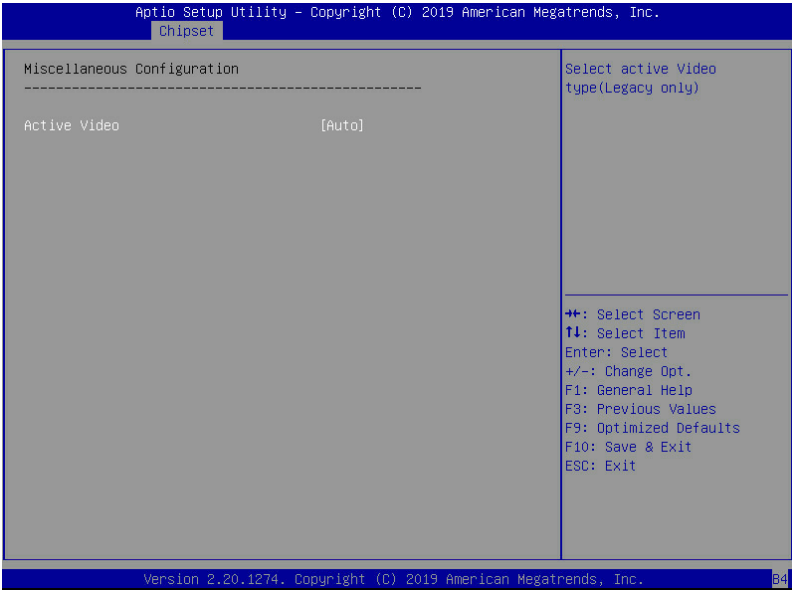 Aptio Setup Utility – Copyright (C) 2019 American Megatrends, Inc.
Chipset
Miscellaneous Configuration
--------------------------------------------------
Active Video [Auto]
Select active Video
type(Legacy only)
→←: Select Screen
↑↓: Select Item
Enter: Select
+/-: Change Opt.
F1: General Help
F3: Previous Values
F9: Optimized Defaults
F10: Save & Exit
ESC: Exit
Version 2.20.1274. Copyright (C) 2019 American Megatrends, Inc.
B4